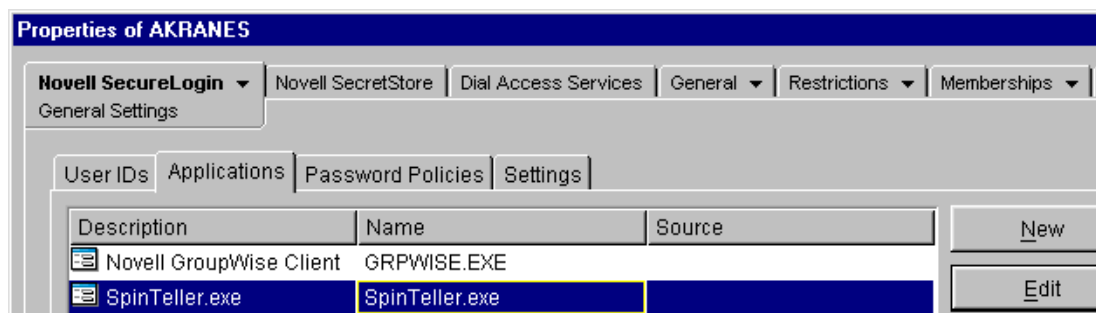 Properties of AKRANES
Novell SecureLogin Novell SecretStore Dial Access Services General Restrictions Memberships
General Settings
User IDs Applications Password Policies Settings
Description Name Source New
Novell GroupWise Client GRPWISE.EXE
SpinTeller.exe SpinTeller.exe Edit